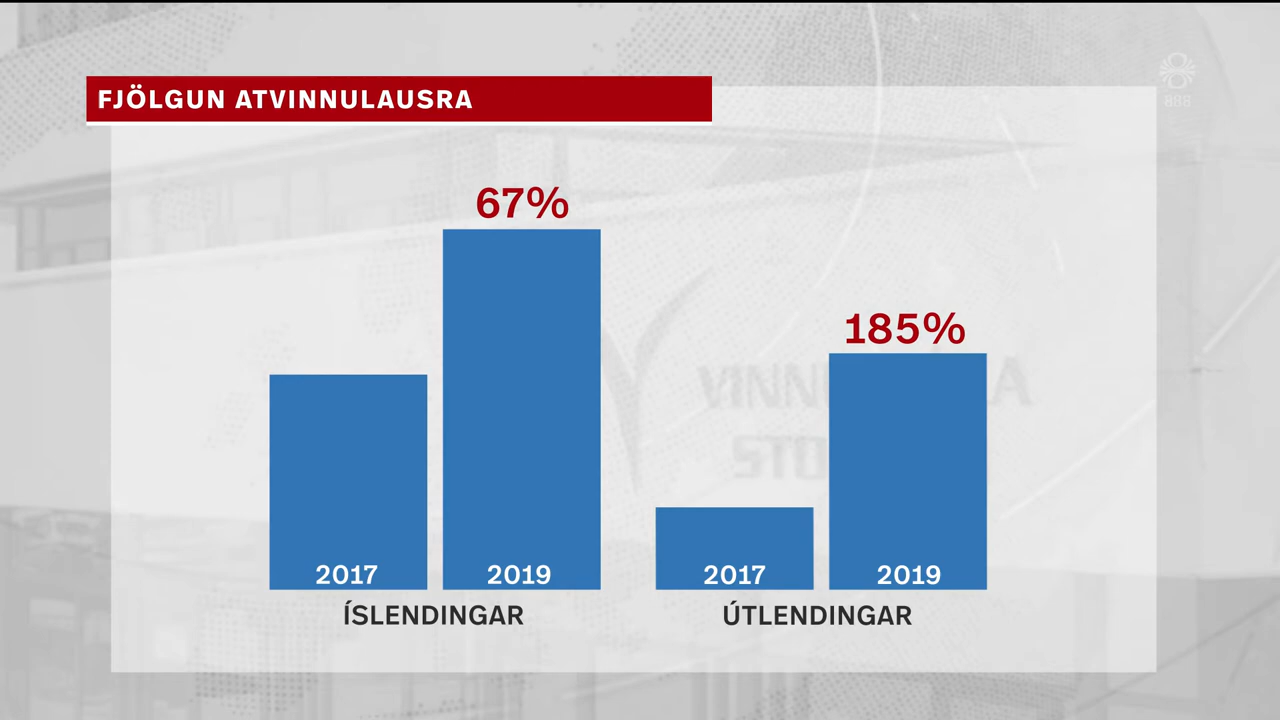 FJÖLGUN ATVINNULAUSRA
67%
185%
2017
2019
2017
2019
ÍSLENDINGAR
ÚTLENDINGAR